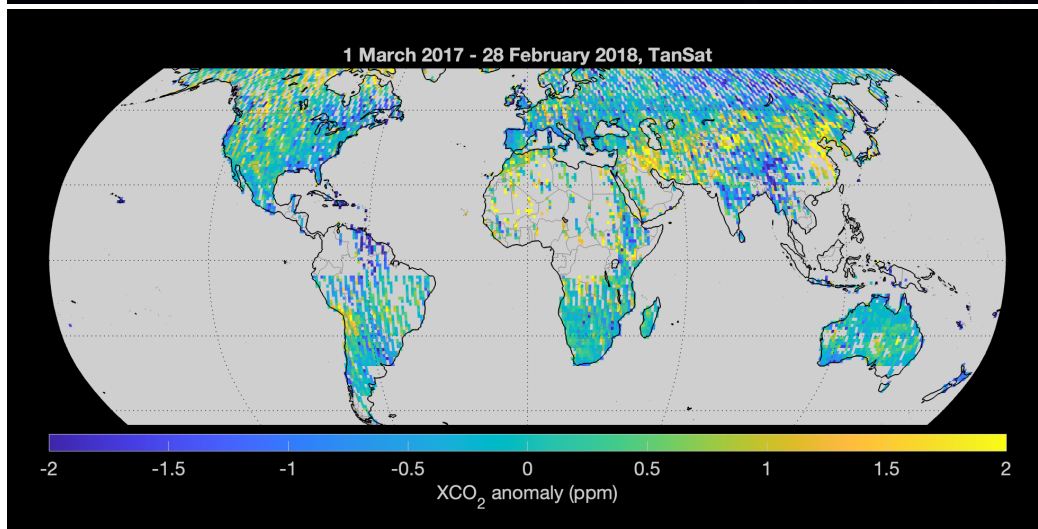 1 March 2017 - 28 February 2018, TanSat
-2 -1.5 -1 -0.5 0 0.5 1 1.5 2
XCO2 anomaly (ppm)